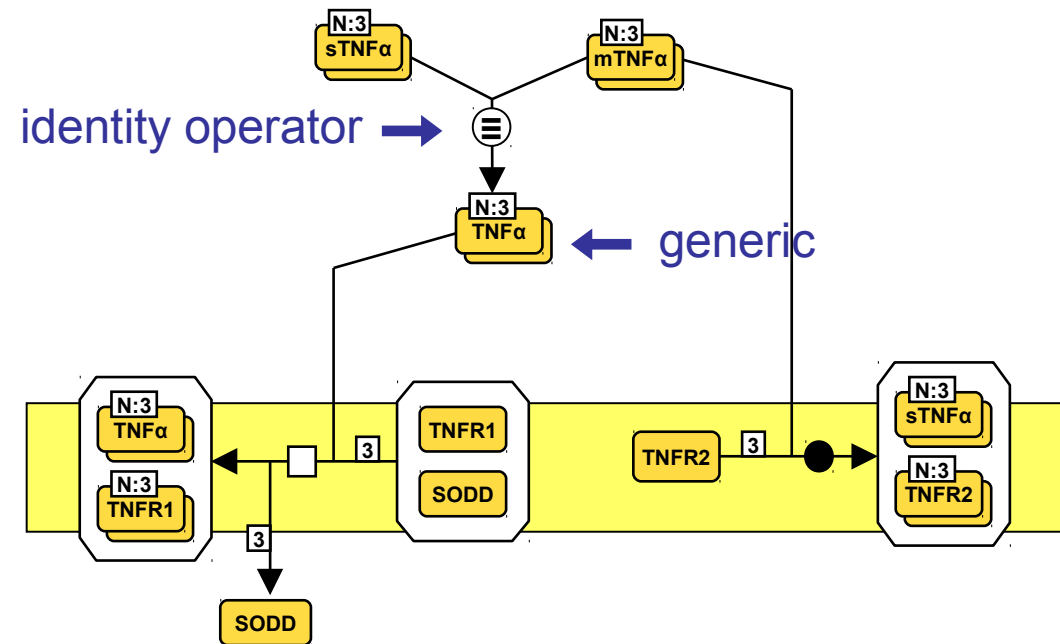 N:3
sTNFα
N:3
mTNFα
identity operator
≡
N:3
TNFα
generic
N:3
TNFα
N:3
TNFR1
3
TNFR1
SODD
3
SODD
TNFR2
3
N:3
sTNFα
N:3
TNFR2